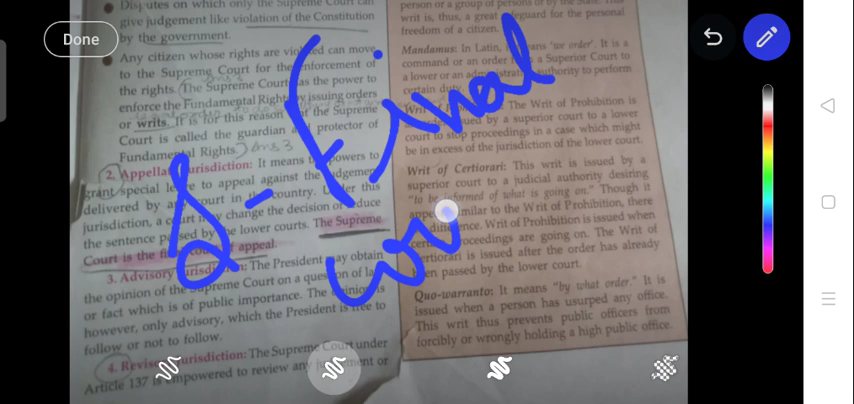 Done
Disputes on which only the Supreme Court can
give judgement like violation of the Constitution
by the government.
Any citizen whose rights are violated can move
to the Supreme Court for the enforcement of
the rights. The Supreme Court has the power to
enforce the Fundamental Rights by issuing orders
or writs. It is for this reason that the Supreme
Court is called the guardian and protector of
Fundamental Rights. Ans 3
2. Appellate Jurisdiction: It means the powers to
grant special leave to appeal against the judgement
delivered by any court in the country. Under this
jurisdiction, a court may change the decision or reduce
the sentence passed by the lower courts. The Supreme
Court is the final court of appeal.
3. Advisory Jurisdiction: The President may obtain
the opinion of the Supreme Court on a question of law
or fact which is of public importance. The opinion is
however, only advisory, which the President is free to
follow or not to follow.
4. Revisory Jurisdiction: The Supreme Court under
Article 137 is empowered to review any judgement or
person or a group of persons or by the State. This
writ is, thus, a great safeguard for the personal
freedom of a citizen.
Mandamus: In Latin, it means 'we order'. It is a
command or an order from a Superior Court to
a lower or an administrative authority to perform
certain duty.
Writ of Prohibition: The Writ of Prohibition is
issued by a superior court to a lower
court to stop proceedings in a case which might
be in excess of the jurisdiction of the lower court.
Writ of Certiorari: This writ is issued by a
superior court to a judicial authority desiring
"to be informed of what is going on." Though it
appears similar to the Writ of Prohibition, there
is a difference. Writ of Prohibition is issued when
certain proceedings are going on. The Writ of
Certiorari is issued after the order has already
been passed by the lower court.
Quo-warranto: It means "by what order." It is
issued when a person has usurped any office.
This writ thus prevents public officers from
forcibly or wrongly holding a high public office.
8 - Final